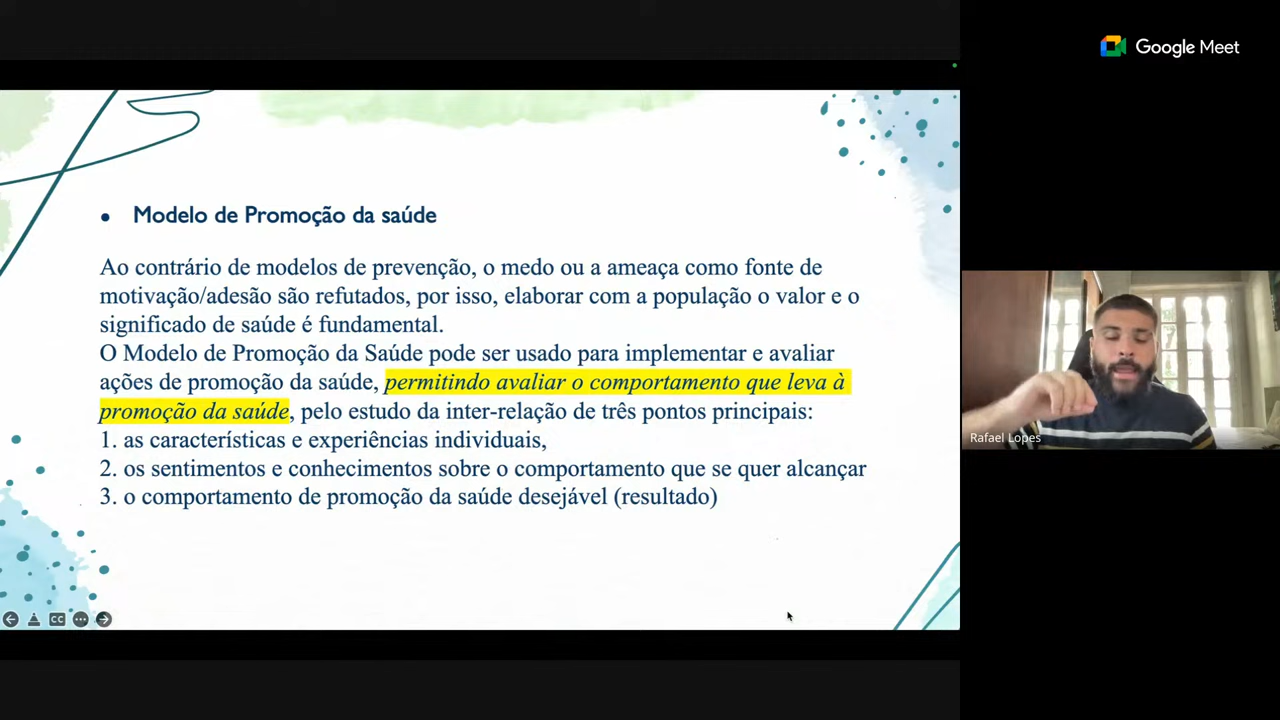 Google Meet
• Modelo de Promoção da saúde
Ao contrário de modelos de prevenção, o medo ou a ameaça como fonte de
motivação/adesão são refutados, por isso, elaborar com a população o valor e o
significado de saúde é fundamental.
O Modelo de Promoção da Saúde pode ser usado para implementar e avaliar
ações de promoção da saúde, permitindo avaliar o comportamento que leva à
promoção da saúde, pelo estudo da inter-relação de três pontos principais:
1. as características e experiências individuais,
2. os sentimentos e conhecimentos sobre o comportamento que se quer alcançar
3. o comportamento de promoção da saúde desejável (resultado)
Rafael Lopes
CC